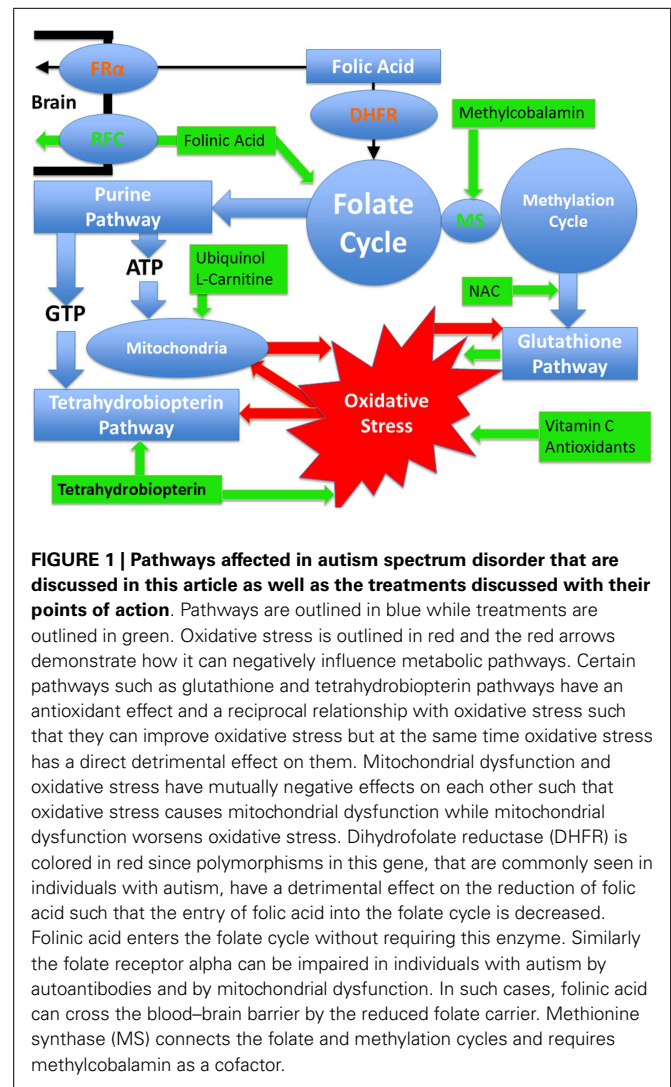 FRα
Folic Acid
Brain
DHFR
Methylcobalamin
RFC
Folinic Acid
Purine
Pathway
Folate
Cycle
MS
Methylation
Cycle
ATP
Ubiquinol
L-Carnitine
NAC
GTP
Mitochondria
Glutathione
Pathway
Tetrahydrobiopterin
Pathway
Oxidative
Stress
Vitamin C
Antioxidants
Tetrahydrobiopterin
FIGURE 1 | Pathways affected in autism spectrum disorder that are
discussed in this article as well as the treatments discussed with their
points of action. Pathways are outlined in blue while treatments are
outlined in green. Oxidative stress is outlined in red and the red arrows
demonstrate how it can negatively influence metabolic pathways. Certain
pathways such as glutathione and tetrahydrobiopterin pathways have an
antioxidant effect and a reciprocal relationship with oxidative stress such
that they can improve oxidative stress but at the same time oxidative stress
has a direct detrimental effect on them. Mitochondrial dysfunction and
oxidative stress have mutually negative effects on each other such that
oxidative stress causes mitochondrial dysfunction while mitochondrial
dysfunction worsens oxidative stress. Dihydrofolate reductase (DHFR) is
colored in red since polymorphisms in this gene, that are commonly seen in
individuals with autism, have a detrimental effect on the reduction of folic
acid such that the entry of folic acid into the folate cycle is decreased.
Folinic acid enters the folate cycle without requiring this enzyme. Similarly
the folate receptor alpha can be impaired in individuals with autism by
autoantibodies and by mitochondrial dysfunction. In such cases, folinic acid
can cross the blood–brain barrier by the reduced folate carrier. Methionine
synthase (MS) connects the folate and methylation cycles and requires
methylcobalamin as a cofactor.